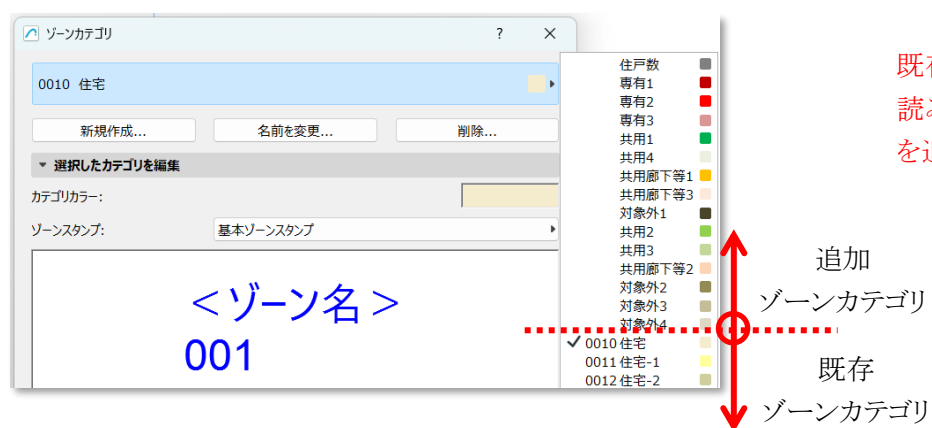 ゾーンカテゴリ ? ×
0010 住宅
新規作成... 名前を変更... 削除...
選択したカテゴリを編集
カテゴリカラー:
ゾーンスタンプ: 基本ゾーンスタンプ
<ゾーン名>
001
住戸数
専有1
専有2
専有3
共用1
共用4
共用廊下等1
共用廊下等3
対象外1
共用2
共用3
共用廊下等2
対象外2
対象外3
対象外4
0010 住宅
0011 住宅-1
0012 住宅-2
追加
ゾーンカテゴリ
既存
ゾーンカテゴリ
既
読
を